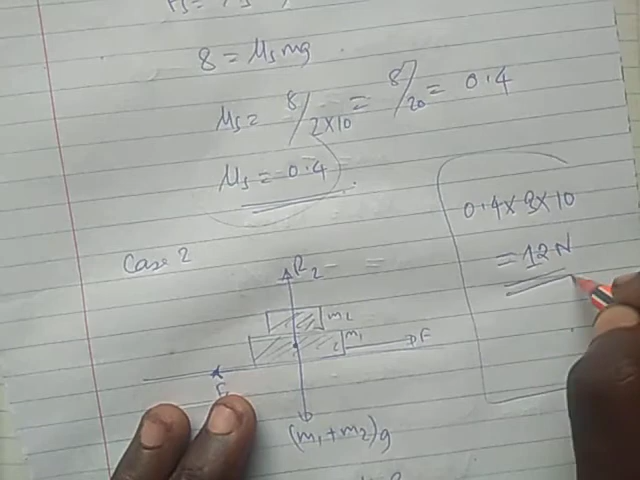 8 = μs mg
μs = 8/2×10 = 8/20 = 0.4
μs = 0.4
0.4 × 3 × 10
= 12 N
Case 2
R2
m2
m1
F
(m1 + m2)g